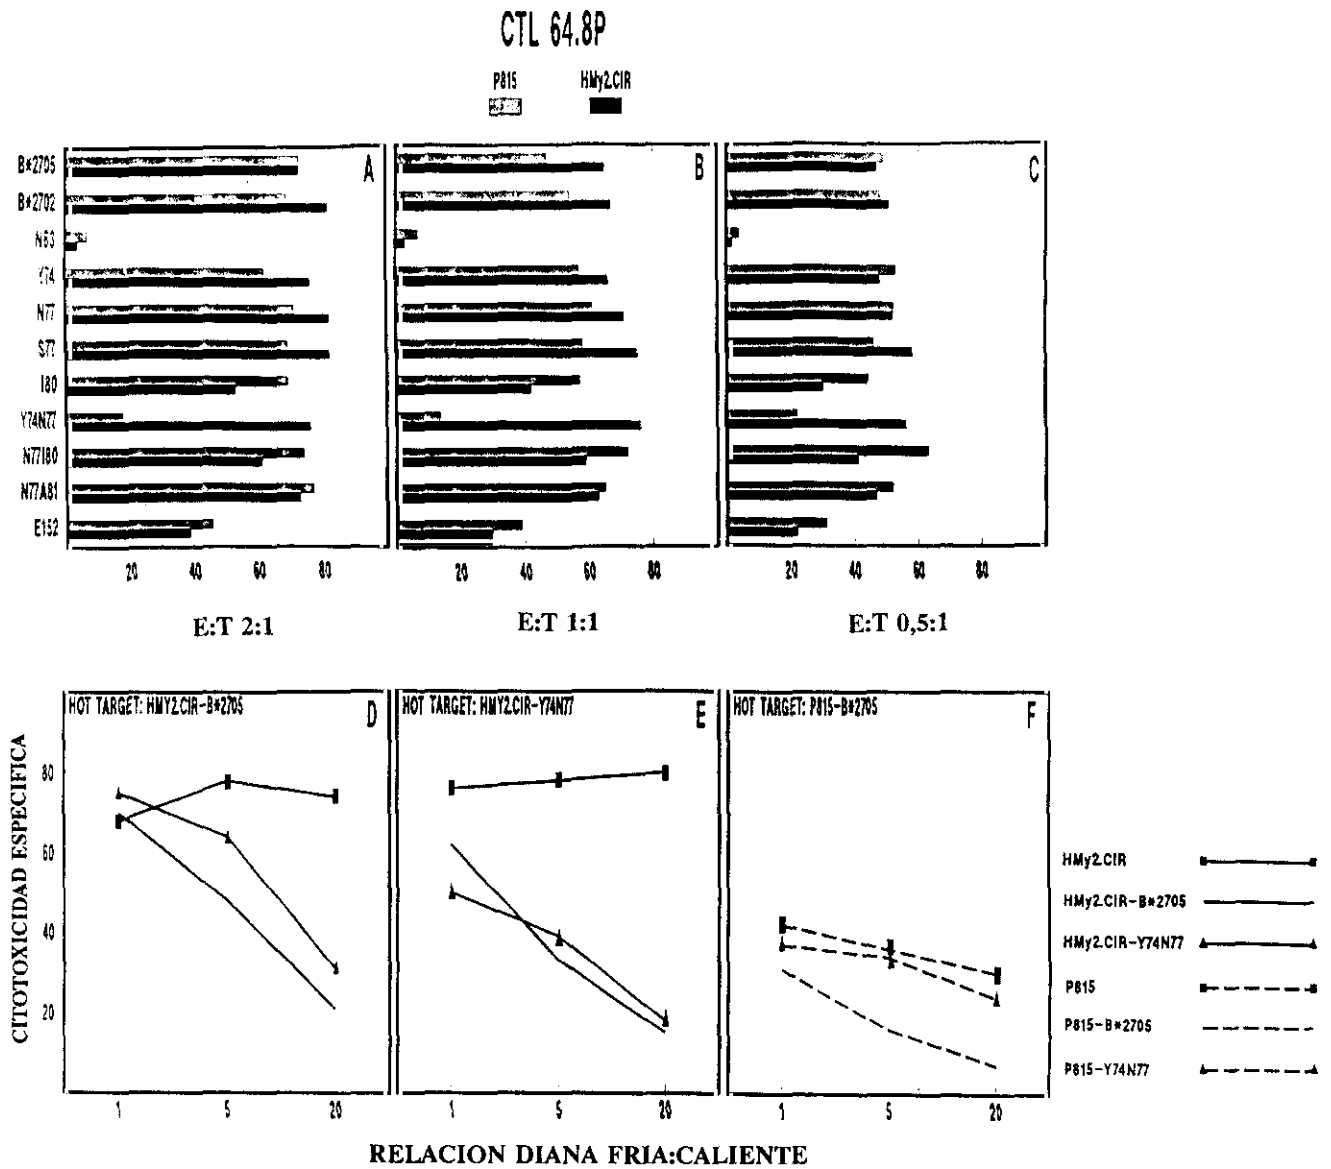 CTL 64.8P
P815 HMy2.CIR
A B C
B*2705
B*2702
N63
Y74
N77
S77
I80
Y74N77
N77I80
N77A81
E152
20 40 60 80 20 40 60 80 20 40 60 80
E:T 2:1 E:T 1:1 E:T 0,5:1
HOT TARGET: HMY2.CIR-B*2705 D HOT TARGET: HMY2.CIR-Y74N77 E HOT TARGET: P815-B*2705 F
CITOTOXICIDAD ESPECIFICA
80
60
40
20
HMy2.CIR
HMy2.CIR-B*2705
HMy2.CIR-Y74N77
P815
P815-B*2705
P815-Y74N77
1 5 20 1 5 20 1 5 20
RELACION DIANA FRIA:CALIENTE